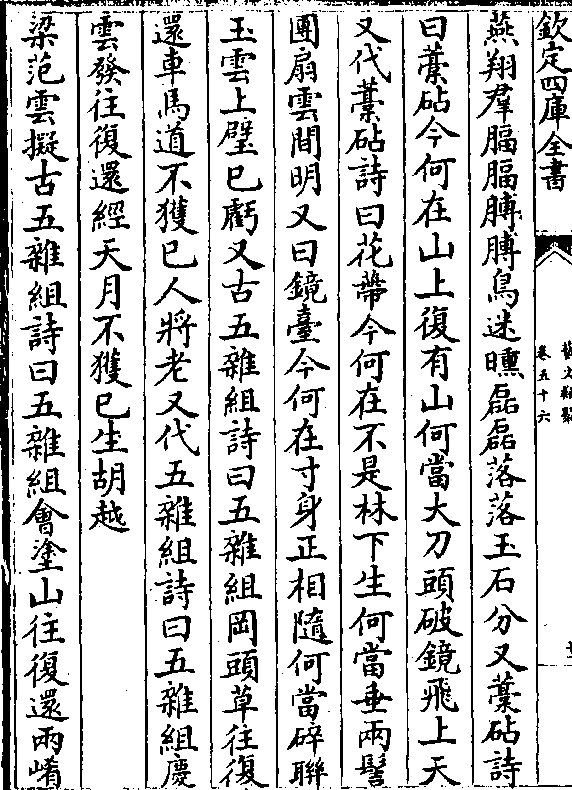 欽定四庫全書
卷五十六
燕翔羣膈膈膊膊鳥迷曛磊磊落落玉石分又藁砧詩
曰藁砧今何在山上復有山何當大刀頭破鏡飛上天
又代藁砧詩曰花蔕今何在不是林下生何當垂兩髻
團扇雲間明又曰鏡臺今何在寸身正相隨何當碎聯
玉雲上璧已虧又古五雜組詩曰五雜組岡頭草往復
還車馬道不獲已人將老又代五雜組詩曰五雜組慶
雲發往復還經天月不獲已生胡越
梁范雲擬古五雜組詩曰五雜組會塗山往復還兩崤